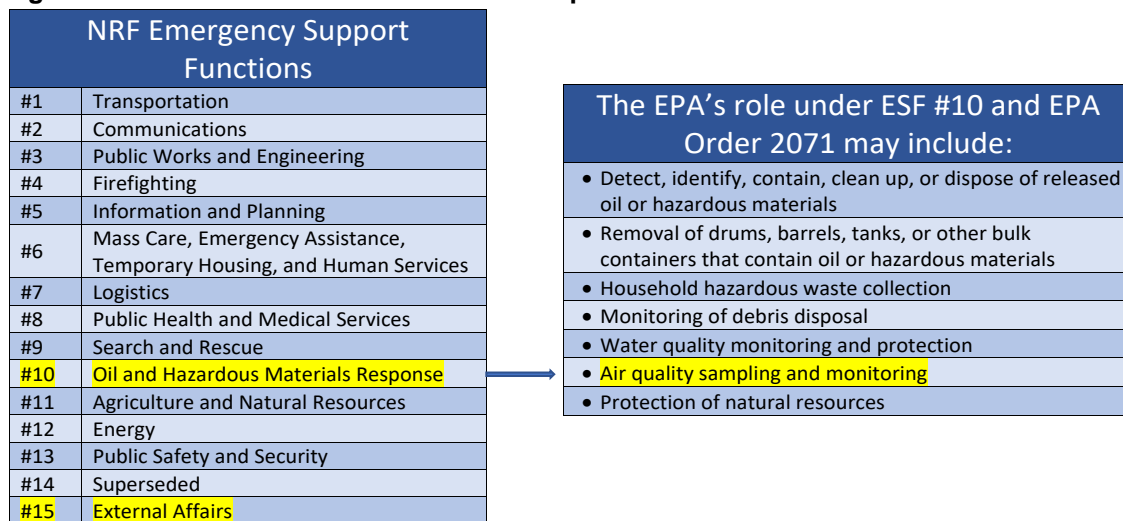 NRF Emergency Support
Functions
#1 Transportation
#2 Communications
#3 Public Works and Engineering
#4 Firefighting
#5 Information and Planning
#6 Mass Care, Emergency Assistance,
Temporary Housing, and Human Services
#7 Logistics
#8 Public Health and Medical Services
#9 Search and Rescue
#10 Oil and Hazardous Materials Response
#11 Agriculture and Natural Resources
#12 Energy
#13 Public Safety and Security
#14 Superseded
#15 External Affairs
The EPA’s role under ESF #10 and EPA
Order 2071 may include:
• Detect, identify, contain, clean up, or dispose of released
oil or hazardous materials
• Removal of drums, barrels, tanks, or other bulk
containers that contain oil or hazardous materials
• Household hazardous waste collection
• Monitoring of debris disposal
• Water quality monitoring and protection
• Air quality sampling and monitoring
• Protection of natural resources